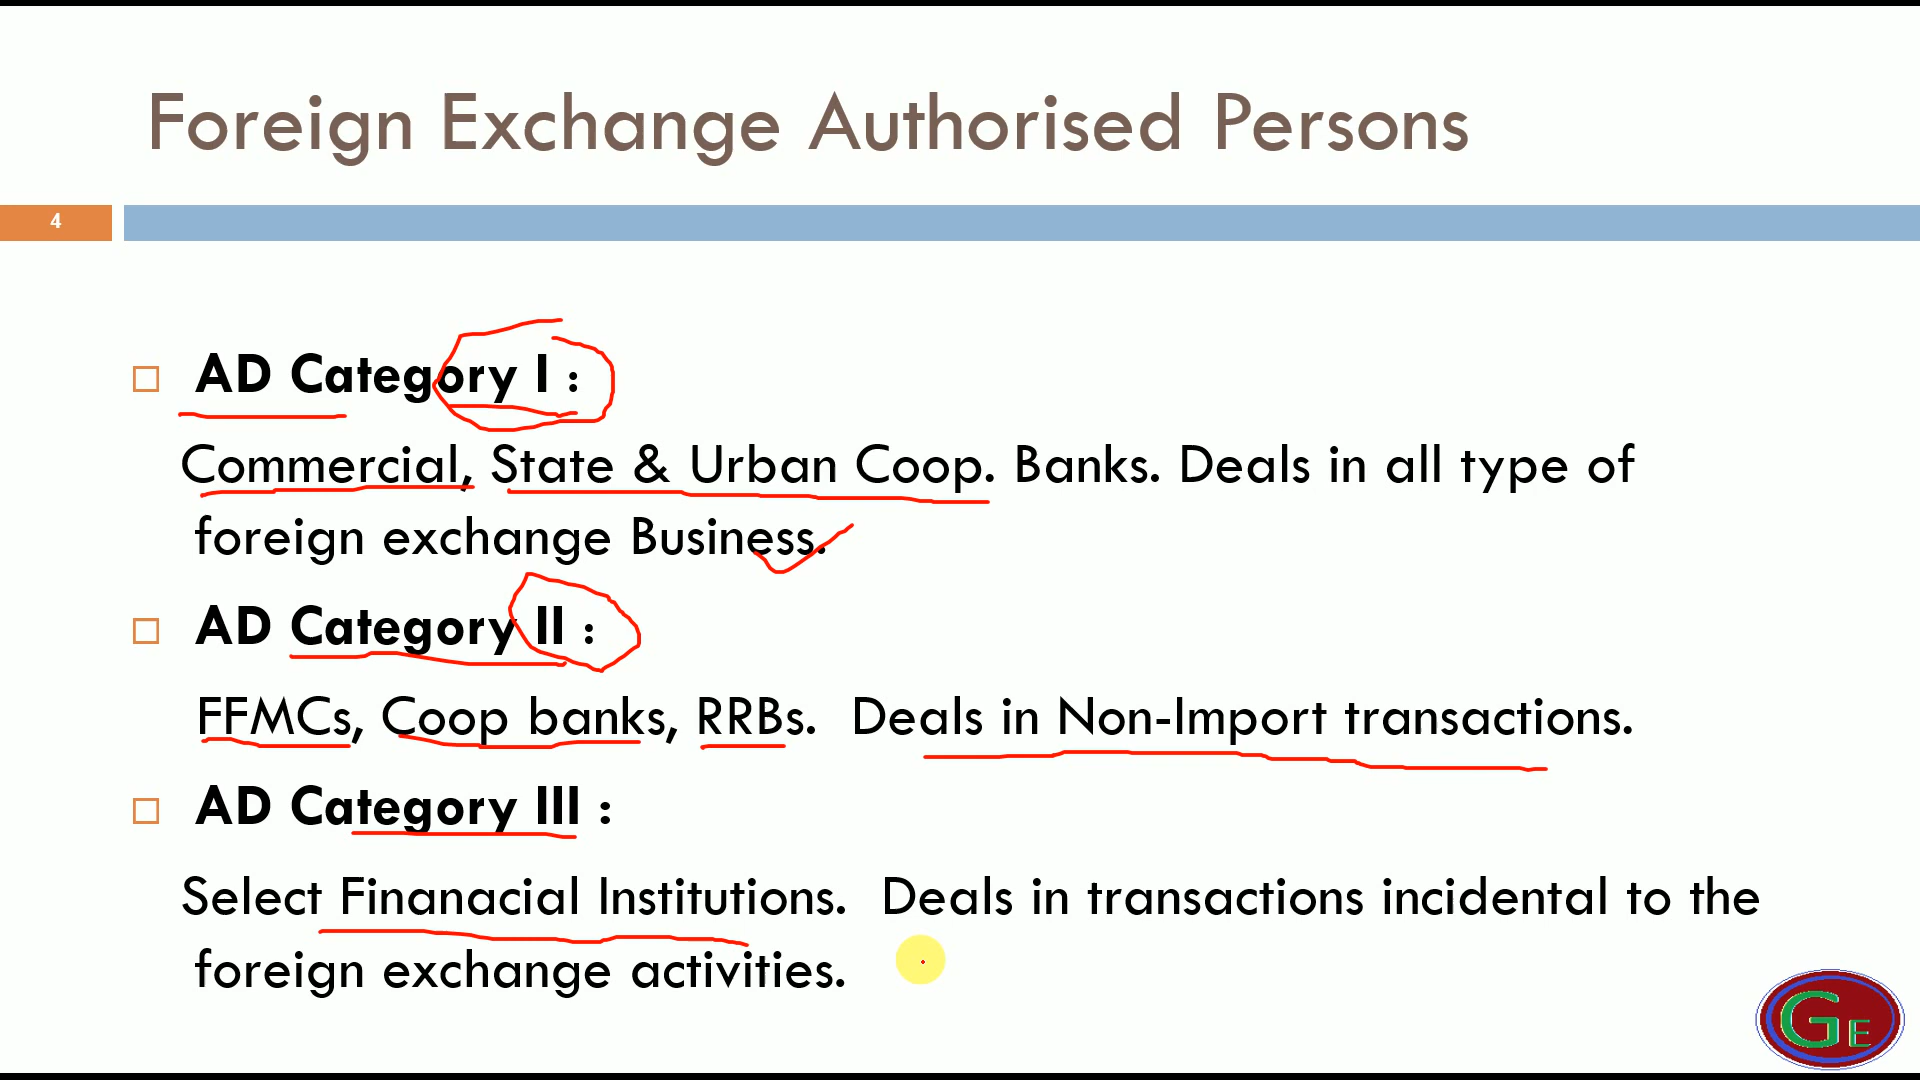 Foreign Exchange Authorised Persons
4
AD Category I :
Commercial, State & Urban Coop. Banks. Deals in all type of
foreign exchange Business.
AD Category II :
FFMCs, Coop banks, RRBs. Deals in Non-Import transactions.
AD Category III :
Select Finanacial Institutions. Deals in transactions incidental to the
foreign exchange activities.
GE